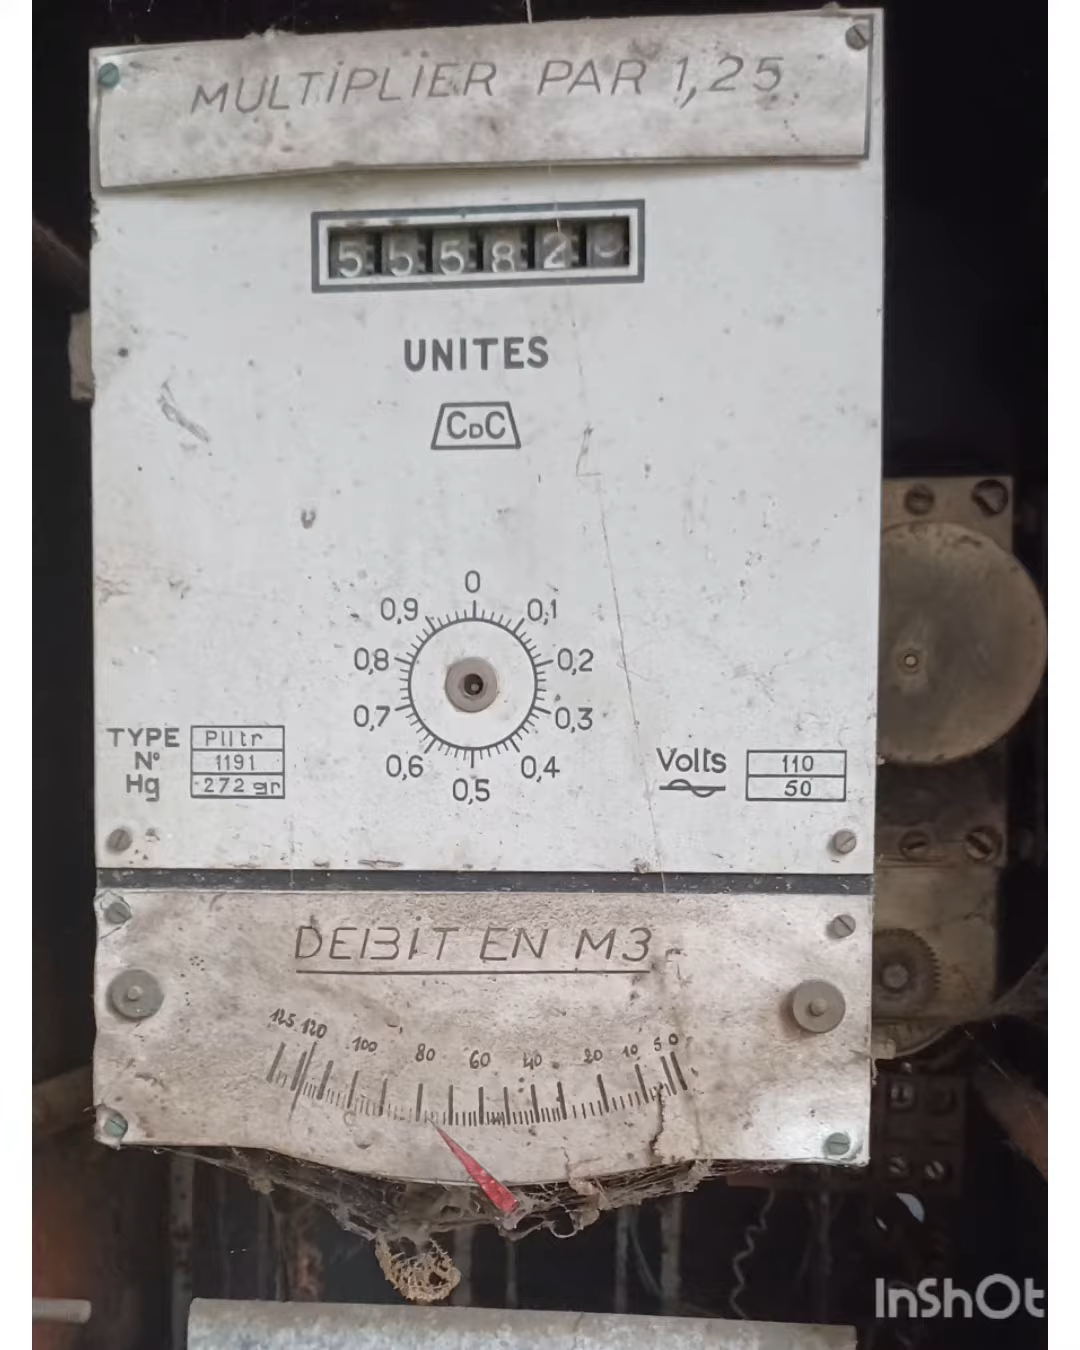 MULTIPLIER PAR 1,25
55582
UNITES
CDC
0
0,9 0,1
0,8 0,2
0,7 0,3
0,6 0,4
0,5
TYPE PIItr
N° 1191
Hg 272 gr
Volts 110
50
DEBIT EN M3
125 120 100 80 60 40 20 10 5 0
InShOt